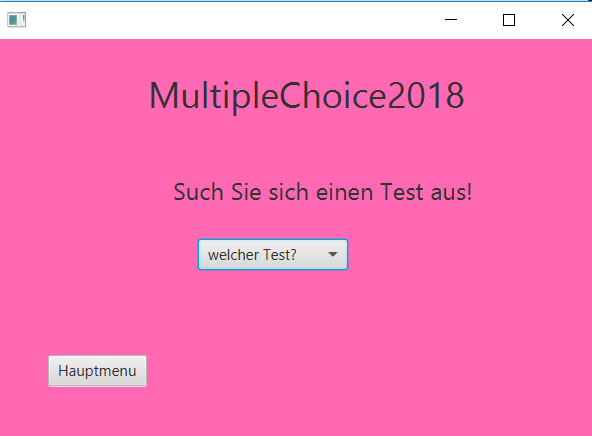 MultipleChoice2018
Such Sie sich einen Test aus!
welcher Test?
Hauptmenu